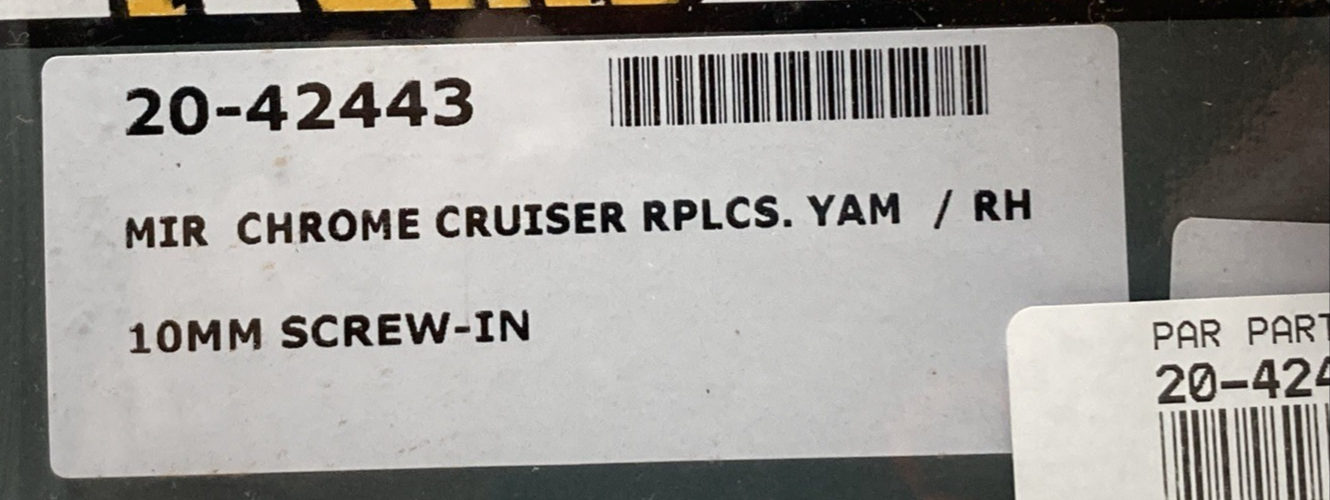 20-42443
MIR CHROME CRUISER RPLCS. YAM / RH
10MM SCREW-IN
PAR PART
20-424